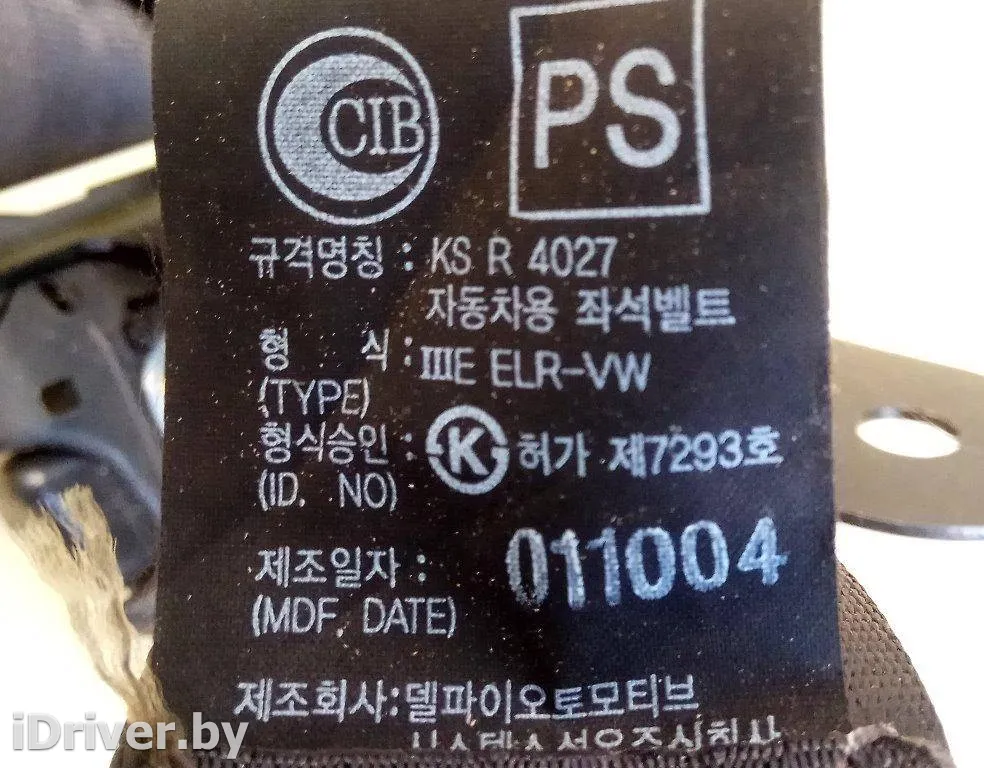 CIB PS
규격명칭 : KS R 4027
자동차용 좌석벨트
형 식 : IIIE ELR-VW
(TYPE)
형식승인 : K 허가 제7293호
(ID. NO)
제조일자 : 011004
(MDF. DATE)
제조회사:델파이오토모티브
iDriver.by